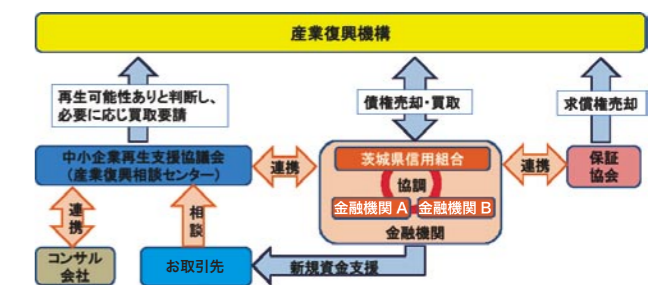 産業復興機構
再生可能性ありと判断し、
必要に応じ買取要請
債権売却・買取
求償権売却
中小企業再生支援協議会
（産業復興相談センター）
連携
茨城県信用組合
協調
金融機関A
金融機関B
金融機関
連携
保証
協会
連携
相談
コンサル
会社
お取引先
新規資金支援